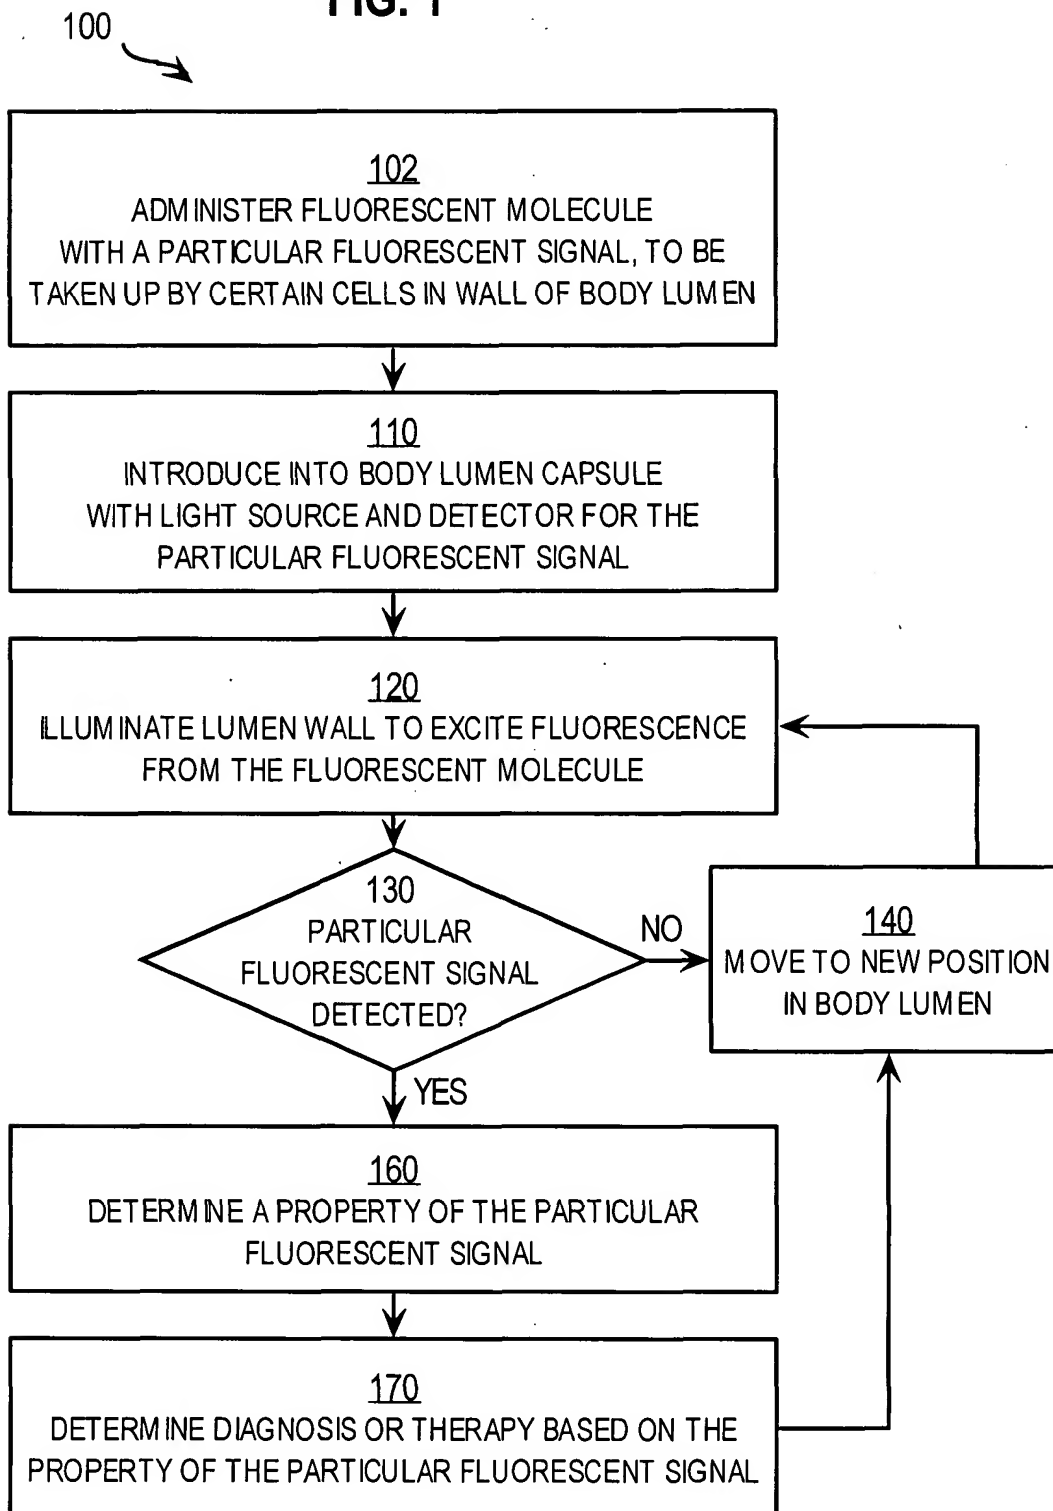 FIG. 1
100
102
ADMINISTER FLUORESCENT MOLECULE
WITH A PARTICULAR FLUORESCENT SIGNAL, TO BE
TAKEN UP BY CERTAIN CELLS IN WALL OF BODY LUMEN
110
INTRODUCE INTO BODY LUMEN CAPSULE
WITH LIGHT SOURCE AND DETECTOR FOR THE
PARTICULAR FLUORESCENT SIGNAL
120
ILLUMINATE LUMEN WALL TO EXCITE FLUORESCENCE
FROM THE FLUORESCENT MOLECULE
130
PARTICULAR
FLUORESCENT SIGNAL
DETECTED?
NO
140
MOVE TO NEW POSITION
IN BODY LUMEN
YES
160
DETERMINE A PROPERTY OF THE PARTICULAR
FLUORESCENT SIGNAL
170
DETERMINE DIAGNOSIS OR THERAPY BASED ON THE
PROPERTY OF THE PARTICULAR FLUORESCENT SIGNAL